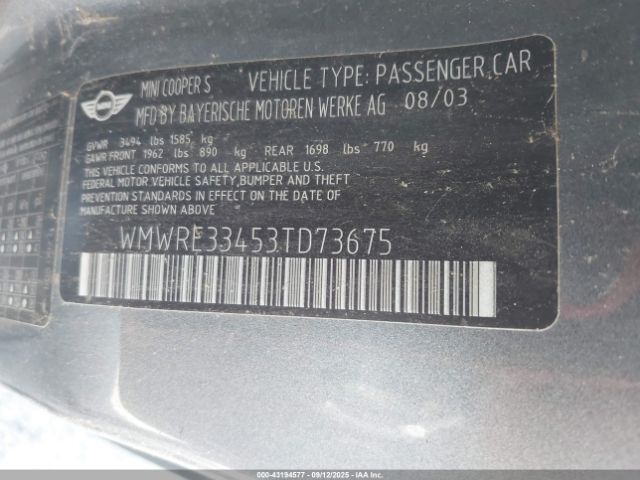 MINI COOPER S VEHICLE TYPE: PASSENGER CAR
MFD BY BAYERISCHE MOTOREN WERKE AG 08/03
GVWR 3494 lbs 1585 kg
GAWR FRONT 1962 lbs 890 kg REAR 1698 lbs 770 kg
THIS VEHICLE CONFORMS TO ALL APPLICABLE U.S.
FEDERAL MOTOR VEHICLE SAFETY,BUMPER AND THEFT
PREVENTION STANDARDS IN EFFECT ON THE DATE OF
MANUFACTURE SHOWN ABOVE
WMWRE33453TD73675
000-43194577 - 09/12/2025 - IAAI.COM